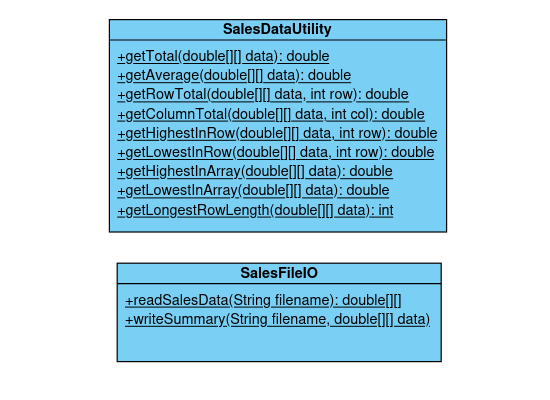 SalesDataUtility
+getTotal(double[][] data): double
+getAverage(double[][] data): double
+getRowTotal(double[][] data, int row): double
+getColumnTotal(double[][] data, int col): double
+getHighestInRow(double[][] data, int row): double
+getLowestInRow(double[][] data, int row): double
+getHighestInArray(double[][] data): double
+getLowestInArray(double[][] data): double
+getLongestRowLength(double[][] data): int
SalesFileIO
+readSalesData(String filename): double[][]
+writeSummary(String filename, double[][] data)